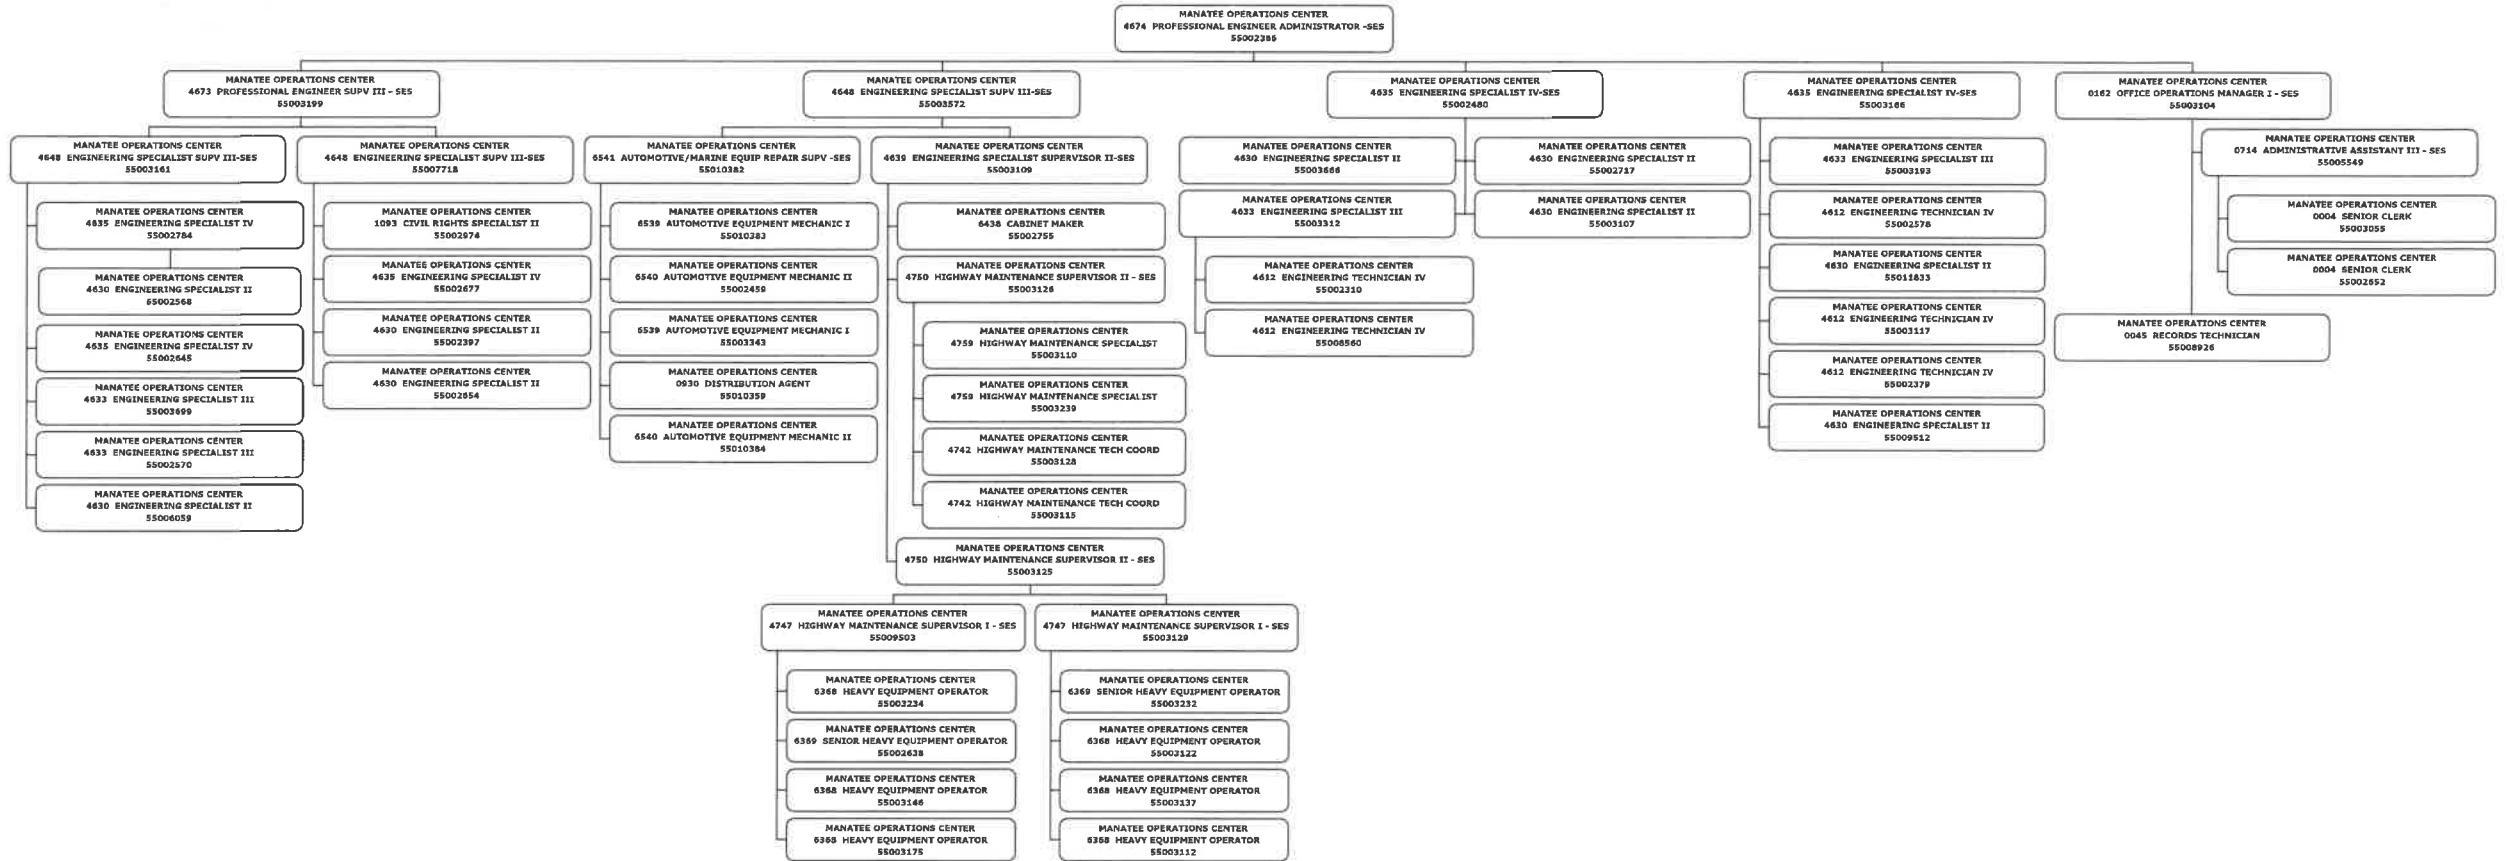 MANATEE OPERATIONS CENTER
4674 PROFESSIONAL ENGINEER ADMINISTRATOR -SES
55002386
MANATEE OPERATIONS CENTER
4673 PROFESSIONAL ENGINEER SUPV III - SES
55003199
MANATEE OPERATIONS CENTER
4648 ENGINEERING SPECIALIST SUPV III-SES
55003572
MANATEE OPERATIONS CENTER
4635 ENGINEERING SPECIALIST IV-SES
55002480
MANATEE OPERATIONS CENTER
4635 ENGINEERING SPECIALIST IV-SES
55003166
MANATEE OPERATIONS CENTER
0162 OFFICE OPERATIONS MANAGER I - SES
55003104
MANATEE OPERATIONS CENTER
4648 ENGINEERING SPECIALIST SUPV III-SES
55003161
MANATEE OPERATIONS CENTER
4635 ENGINEERING SPECIALIST IV
55002784
MANATEE OPERATIONS CENTER
4630 ENGINEERING SPECIALIST II
55002568
MANATEE OPERATIONS CENTER
4635 ENGINEERING SPECIALIST IV
55002645
MANATEE OPERATIONS CENTER
4633 ENGINEERING SPECIALIST III
55003699
MANATEE OPERATIONS CENTER
4633 ENGINEERING SPECIALIST III
55002570
MANATEE OPERATIONS CENTER
4630 ENGINEERING SPECIALIST II
55006059
MANATEE OPERATIONS CENTER
4648 ENGINEERING SPECIALIST SUPV III-SES
55007718
MANATEE OPERATIONS CENTER
1093 CIVIL RIGHTS SPECIALIST II
55002974
MANATEE OPERATIONS CENTER
4635 ENGINEERING SPECIALIST IV
55002677
MANATEE OPERATIONS CENTER
4630 ENGINEERING SPECIALIST II
55002397
MANATEE OPERATIONS CENTER
4630 ENGINEERING SPECIALIST II
55002654
MANATEE OPERATIONS CENTER
6541 AUTOMOTIVE/MARINE EQUIP REPAIR SUPV -SES
55010382
MANATEE OPERATIONS CENTER
6539 AUTOMOTIVE EQUIPMENT MECHANIC I
55010383
MANATEE OPERATIONS CENTER
6540 AUTOMOTIVE EQUIPMENT MECHANIC II
55002459
MANATEE OPERATIONS CENTER
6539 AUTOMOTIVE EQUIPMENT MECHANIC I
55003343
MANATEE OPERATIONS CENTER
0930 DISTRIBUTION AGENT
55010359
MANATEE OPERATIONS CENTER
6540 AUTOMOTIVE EQUIPMENT MECHANIC II
55010384
MANATEE OPERATIONS CENTER
4639 ENGINEERING SPECIALIST SUPERVISOR II-SES
55003109
MANATEE OPERATIONS CENTER
6438 CABINET MAKER
55002755
MANATEE OPERATIONS CENTER
4750 HIGHWAY MAINTENANCE SUPERVISOR II - SES
55003126
MANATEE OPERATIONS CENTER
4759 HIGHWAY MAINTENANCE SPECIALIST
55003110
MANATEE OPERATIONS CENTER
4759 HIGHWAY MAINTENANCE SPECIALIST
55003239
MANATEE OPERATIONS CENTER
4742 HIGHWAY MAINTENANCE TECH COORD
55003128
MANATEE OPERATIONS CENTER
4742 HIGHWAY MAINTENANCE TECH COORD
55003115
MANATEE OPERATIONS CENTER
4750 HIGHWAY MAINTENANCE SUPERVISOR II - SES
55003125
MANATEE OPERATIONS CENTER
4747 HIGHWAY MAINTENANCE SUPERVISOR I - SES
55009503
MANATEE OPERATIONS CENTER
6368 HEAVY EQUIPMENT OPERATOR
55003234
MANATEE OPERATIONS CENTER
6369 SENIOR HEAVY EQUIPMENT OPERATOR
55002638
MANATEE OPERATIONS CENTER
6368 HEAVY EQUIPMENT OPERATOR
55003146
MANATEE OPERATIONS CENTER
6368 HEAVY EQUIPMENT OPERATOR
55003175
MANATEE OPERATIONS CENTER
4747 HIGHWAY MAINTENANCE SUPERVISOR I - SES
55003129
MANATEE OPERATIONS CENTER
6369 SENIOR HEAVY EQUIPMENT OPERATOR
55003232
MANATEE OPERATIONS CENTER
6368 HEAVY EQUIPMENT OPERATOR
55003122
MANATEE OPERATIONS CENTER
6368 HEAVY EQUIPMENT OPERATOR
55003137
MANATEE OPERATIONS CENTER
6368 HEAVY EQUIPMENT OPERATOR
55003112
MANATEE OPERATIONS CENTER
4630 ENGINEERING SPECIALIST II
55003666
MANATEE OPERATIONS CENTER
4630 ENGINEERING SPECIALIST II
55002717
MANATEE OPERATIONS CENTER
4633 ENGINEERING SPECIALIST III
55003312
MANATEE OPERATIONS CENTER
4630 ENGINEERING SPECIALIST II
55003107
MANATEE OPERATIONS CENTER
4612 ENGINEERING TECHNICIAN IV
55002310
MANATEE OPERATIONS CENTER
4612 ENGINEERING TECHNICIAN IV
55008560
MANATEE OPERATIONS CENTER
4633 ENGINEERING SPECIALIST III
55003193
MANATEE OPERATIONS CENTER
4612 ENGINEERING TECHNICIAN IV
55002578
MANATEE OPERATIONS CENTER
4630 ENGINEERING SPECIALIST II
55011833
MANATEE OPERATIONS CENTER
4612 ENGINEERING TECHNICIAN IV
55003117
MANATEE OPERATIONS CENTER
4612 ENGINEERING TECHNICIAN IV
55002379
MANATEE OPERATIONS CENTER
4630 ENGINEERING SPECIALIST II
55009512
MANATEE OPERATIONS CENTER
0714 ADMINISTRATIVE ASSISTANT III - SES
55005549
MANATEE OPERATIONS CENTER
0004 SENIOR CLERK
55003055
MANATEE OPERATIONS CENTER
0004 SENIOR CLERK
55002652
MANATEE OPERATIONS CENTER
0045 RECORDS TECHNICIAN
55008926